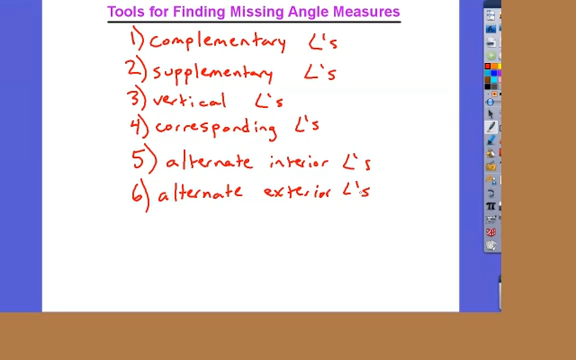 Tools for Finding Missing Angle Measures
1) complementary ∠'s
2) supplementary ∠'s
3) vertical ∠'s
4) corresponding ∠'s
5) alternate interior ∠'s
6) alternate exterior ∠'s